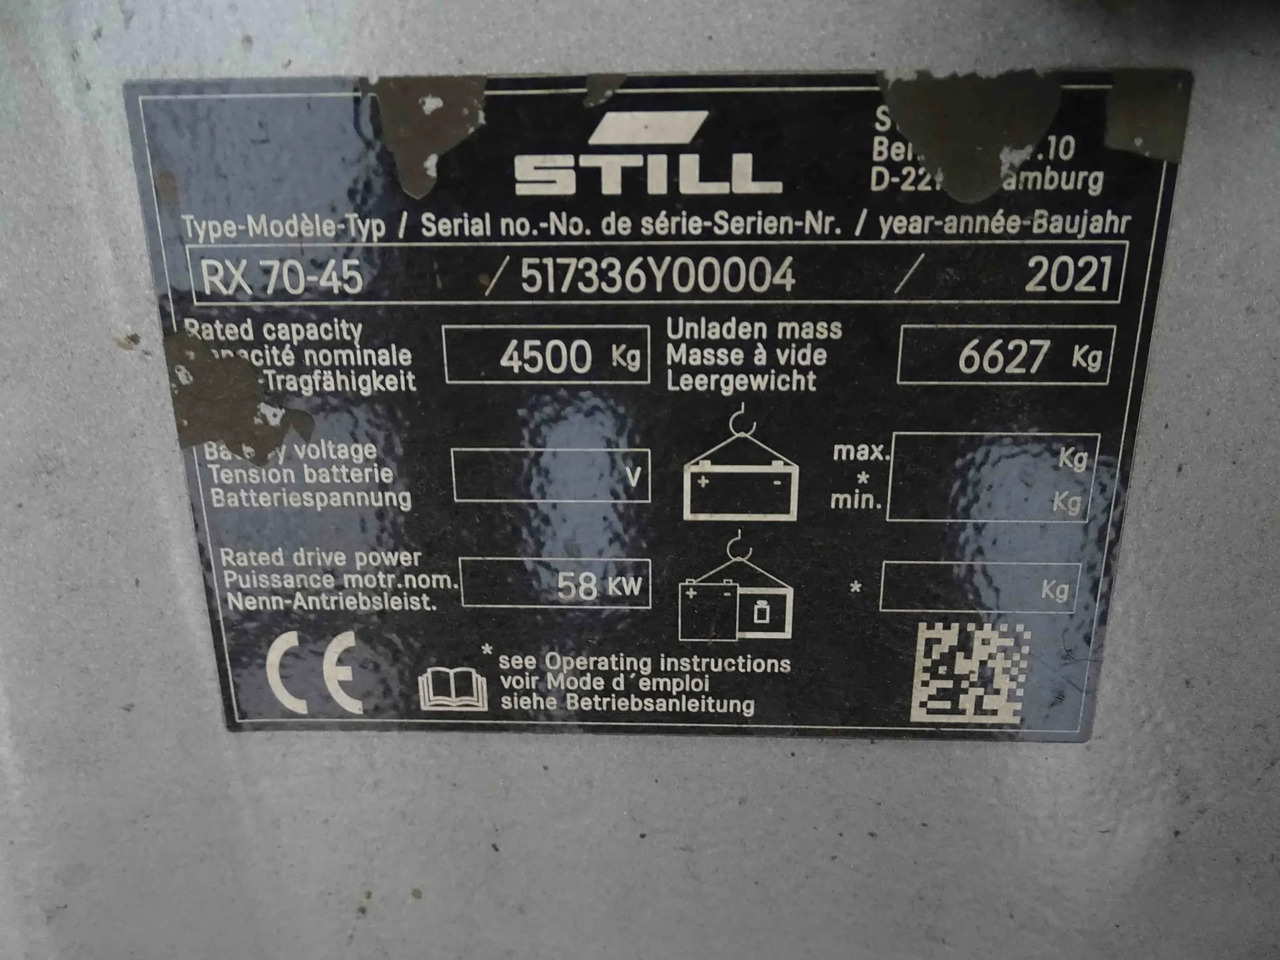 STILL
.10
D-22
Type-Modèle-Typ / Serial no.-No. de série-Serien-Nr. / year-année-Baujahr
RX 70-45 / 517336Y00004 / 2021
Rated capacity
nominale
-Tragfähigkeit
4500 Kg
Unladen mass
Masse à vide
Leergewicht
6627 Kg
Battery voltage
Tension batterie
Batteriespannung
V
+ -
max.
*
min.
Kg
Kg
Rated drive power
Puissance motr.nom.
Nenn-Antriebsleist.
58 KW
+ -
*
Kg
CE
* see Operating instructions
voir Mode d'emploi
siehe Betriebsanleitung